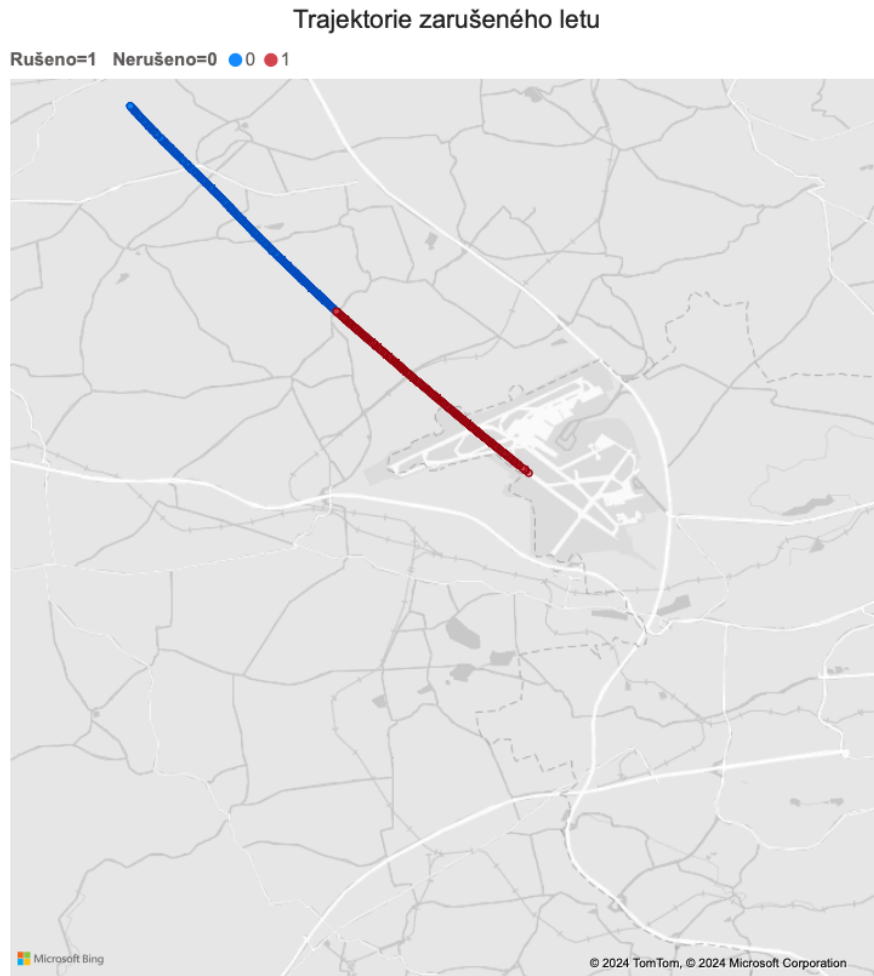 Trajektorie zarušeného letu
Rušeno=1 Nerušeno=0 0 1
Microsoft Bing
© 2024 TomTom, © 2024 Microsoft Corporation